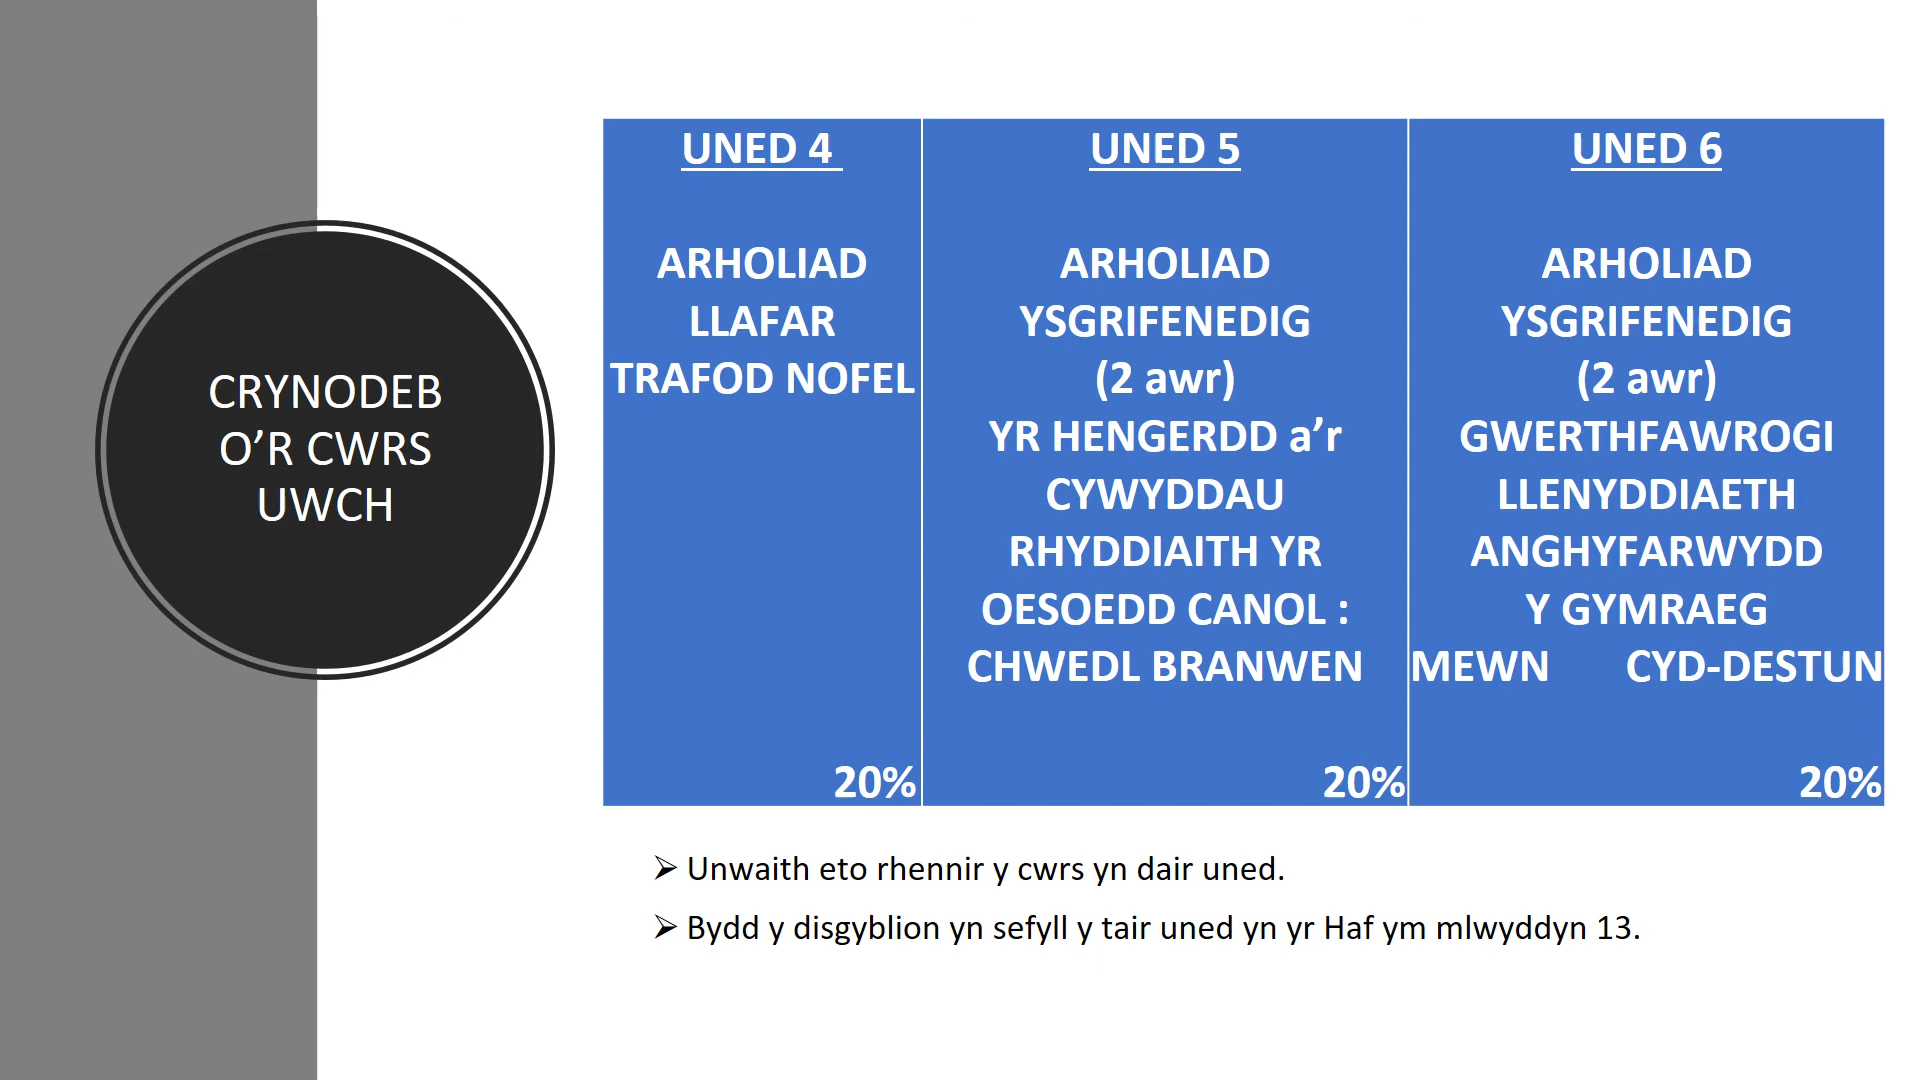 CRYNODEB
O’R CWRS
UWCH
UNED 4
ARHOLIAD
LLAFAR
TRAFOD NOFEL
20%
UNED 5
ARHOLIAD
YSGRIFENEDIG
(2 awr)
YR HENGERDD a’r
CYWYDDAU
RHYDDIAITH YR
OESOEDD CANOL :
CHWEDL BRANWEN
20%
UNED 6
ARHOLIAD
YSGRIFENEDIG
(2 awr)
GWERTHFAWROGI
LLENYDDIAETH
ANGHYFARWYDD
Y GYMRAEG
MEWN CYD-DESTUN
20%
➢ Unwaith eto rhennir y cwrs yn dair uned.
➢ Bydd y disgyblion yn sefyll y tair uned yn yr Haf ym mlwyddyn 13.